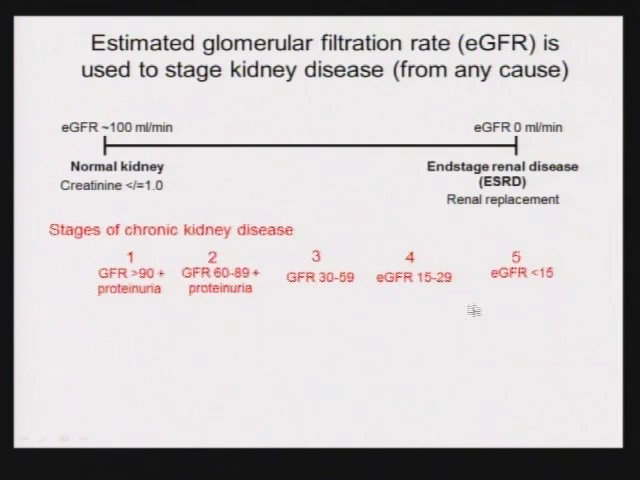 Estimated glomerular filtration rate (eGFR) is
used to stage kidney disease (from any cause)
eGFR ~100 ml/min
eGFR 0 ml/min
Normal kidney
Creatinine </=1.0
Endstage renal disease
(ESRD)
Renal replacement
Stages of chronic kidney disease
1
GFR >90 +
proteinuria
2
GFR 60-89 +
proteinuria
3
GFR 30-59
4
eGFR 15-29
5
eGFR <15